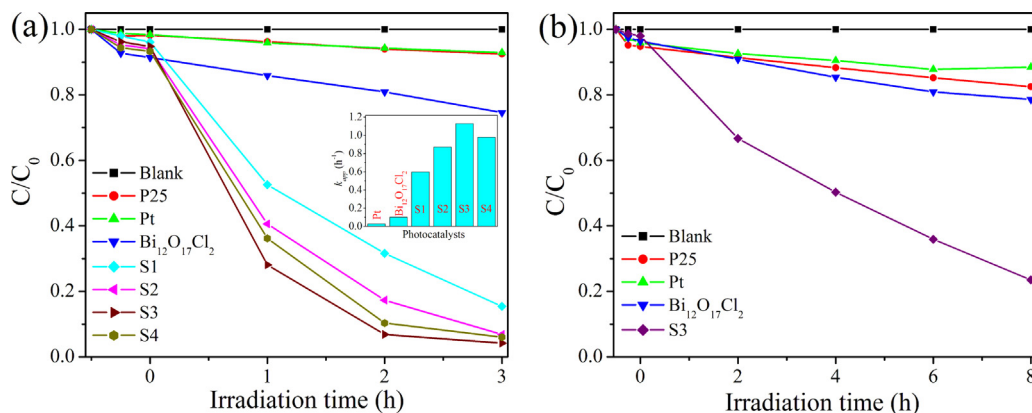 (a)
1.0
0.8
0.6
0.4
0.2
0.0
C/C₀
Blank
P25
Pt
Bi₁₂O₁₇Cl₂
S1
S2
S3
S4
0
1
2
3
Irradiation time (h)
1.2
1.0
0.8
0.6
0.4
0.2
0.0
k_app (h⁻¹)
Pt
Bi₁₂O₁₇Cl₂
S1
S2
S3
S4
Photocatalysts
(b)
1.0
0.8
0.6
0.4
0.2
0.0
C/C₀
Blank
P25
Pt
Bi₁₂O₁₇Cl₂
S3
0
2
4
6
8
Irradiation time (h)